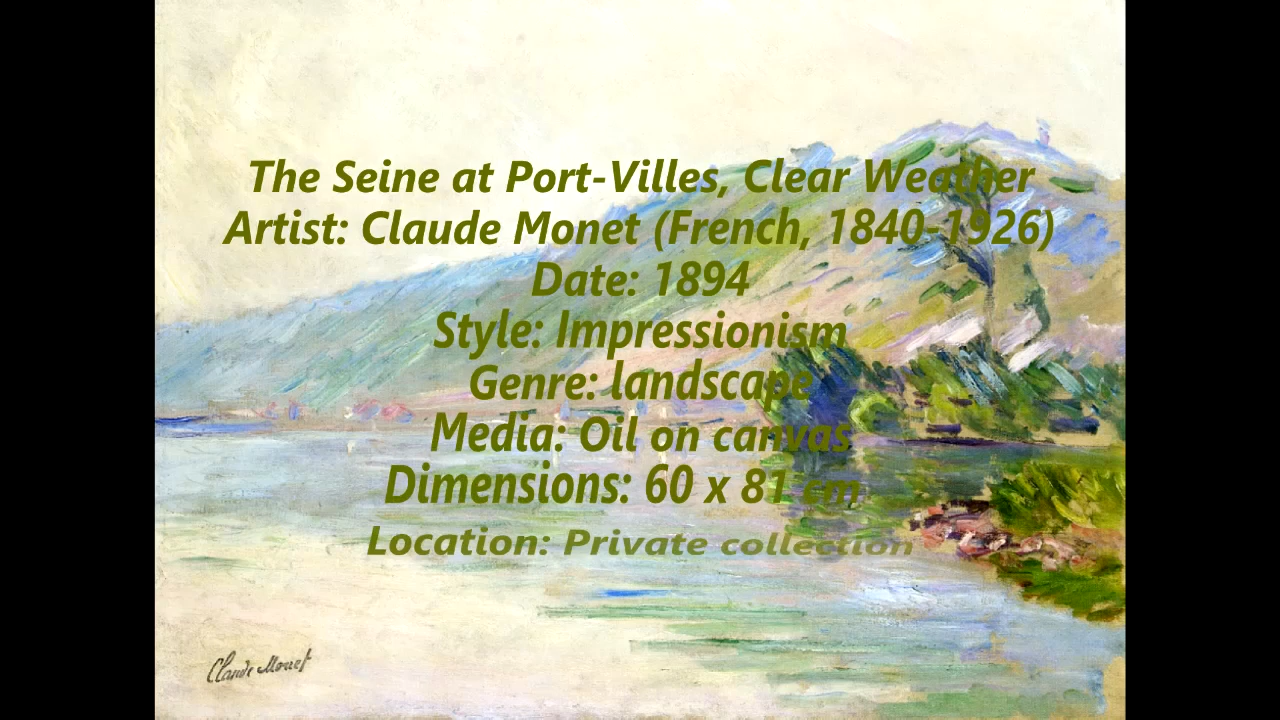 The Seine at Port-Villes, Clear Weather
Artist: Claude Monet (French, 1840-1926)
Date: 1894
Style: Impressionism
Genre: landscape
Media: Oil on canvas
Dimensions: 60 x 81 cm
Location: Private collection
Claude Monet